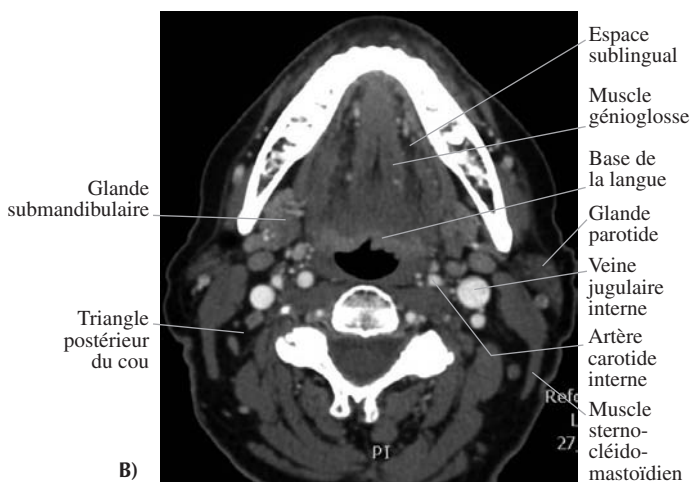 Espace
sublingual
Muscle
génioglosse
Base de
la langue
Glande
submandibulaire
Glande
parotide
Veine
jugulaire
interne
Triangle
postérieur
du cou
Artère
carotide
interne
Muscle
sterno-
cléido-
mastoïdien
PI
27
B)